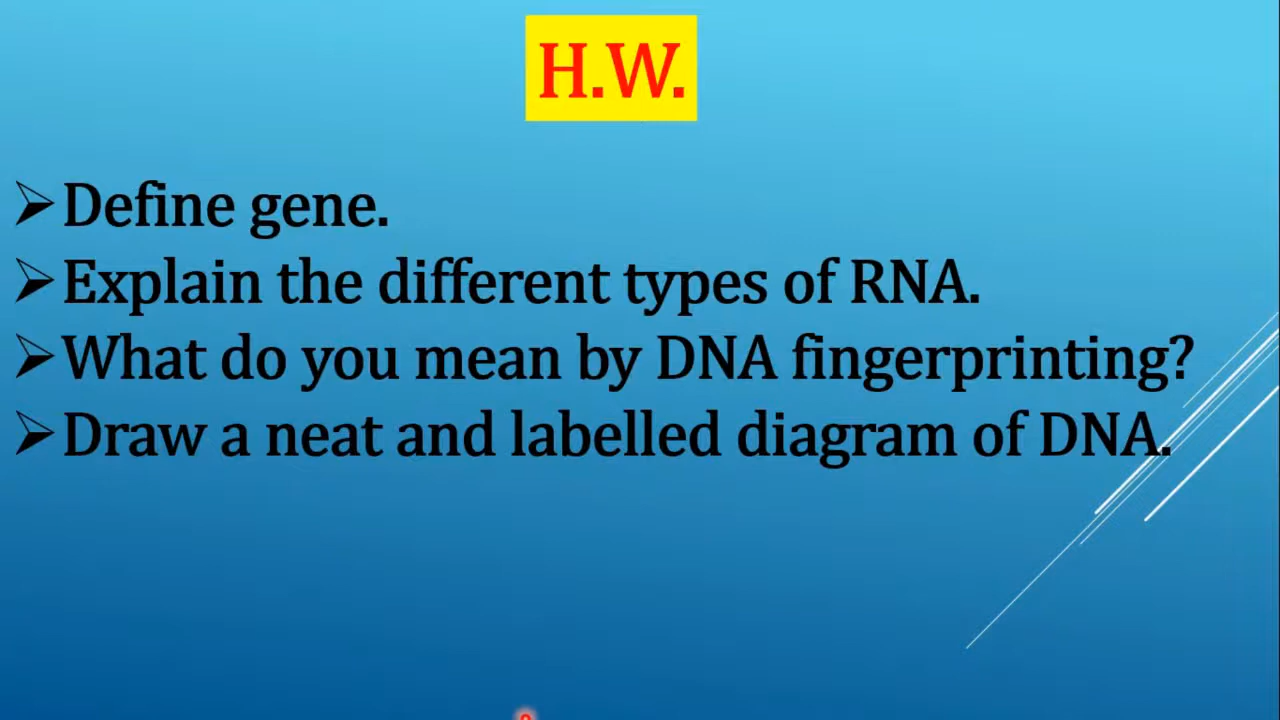 H.W.
➢Define gene.
➢Explain the different types of RNA.
➢What do you mean by DNA fingerprinting?
➢Draw a neat and labelled diagram of DNA.